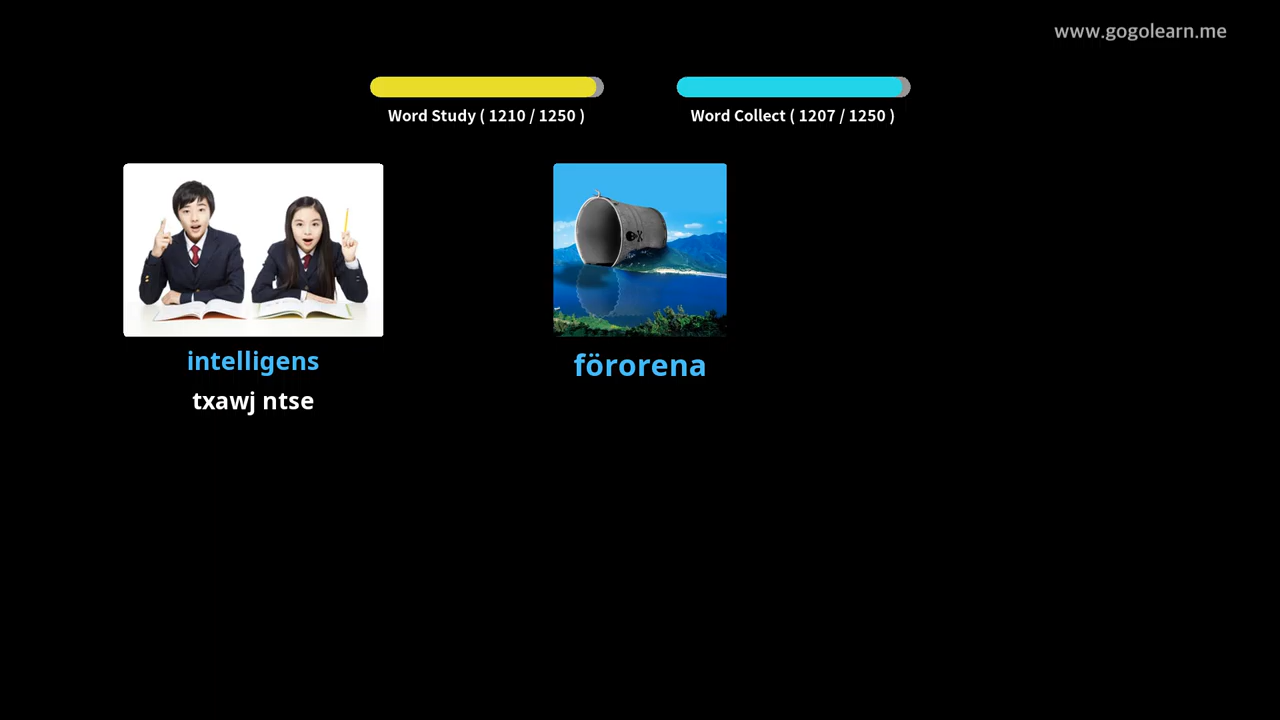 www.gogolearn.me
Word Study ( 1210 / 1250 )
Word Collect ( 1207 / 1250 )
intelligens
txawj ntse
förorena